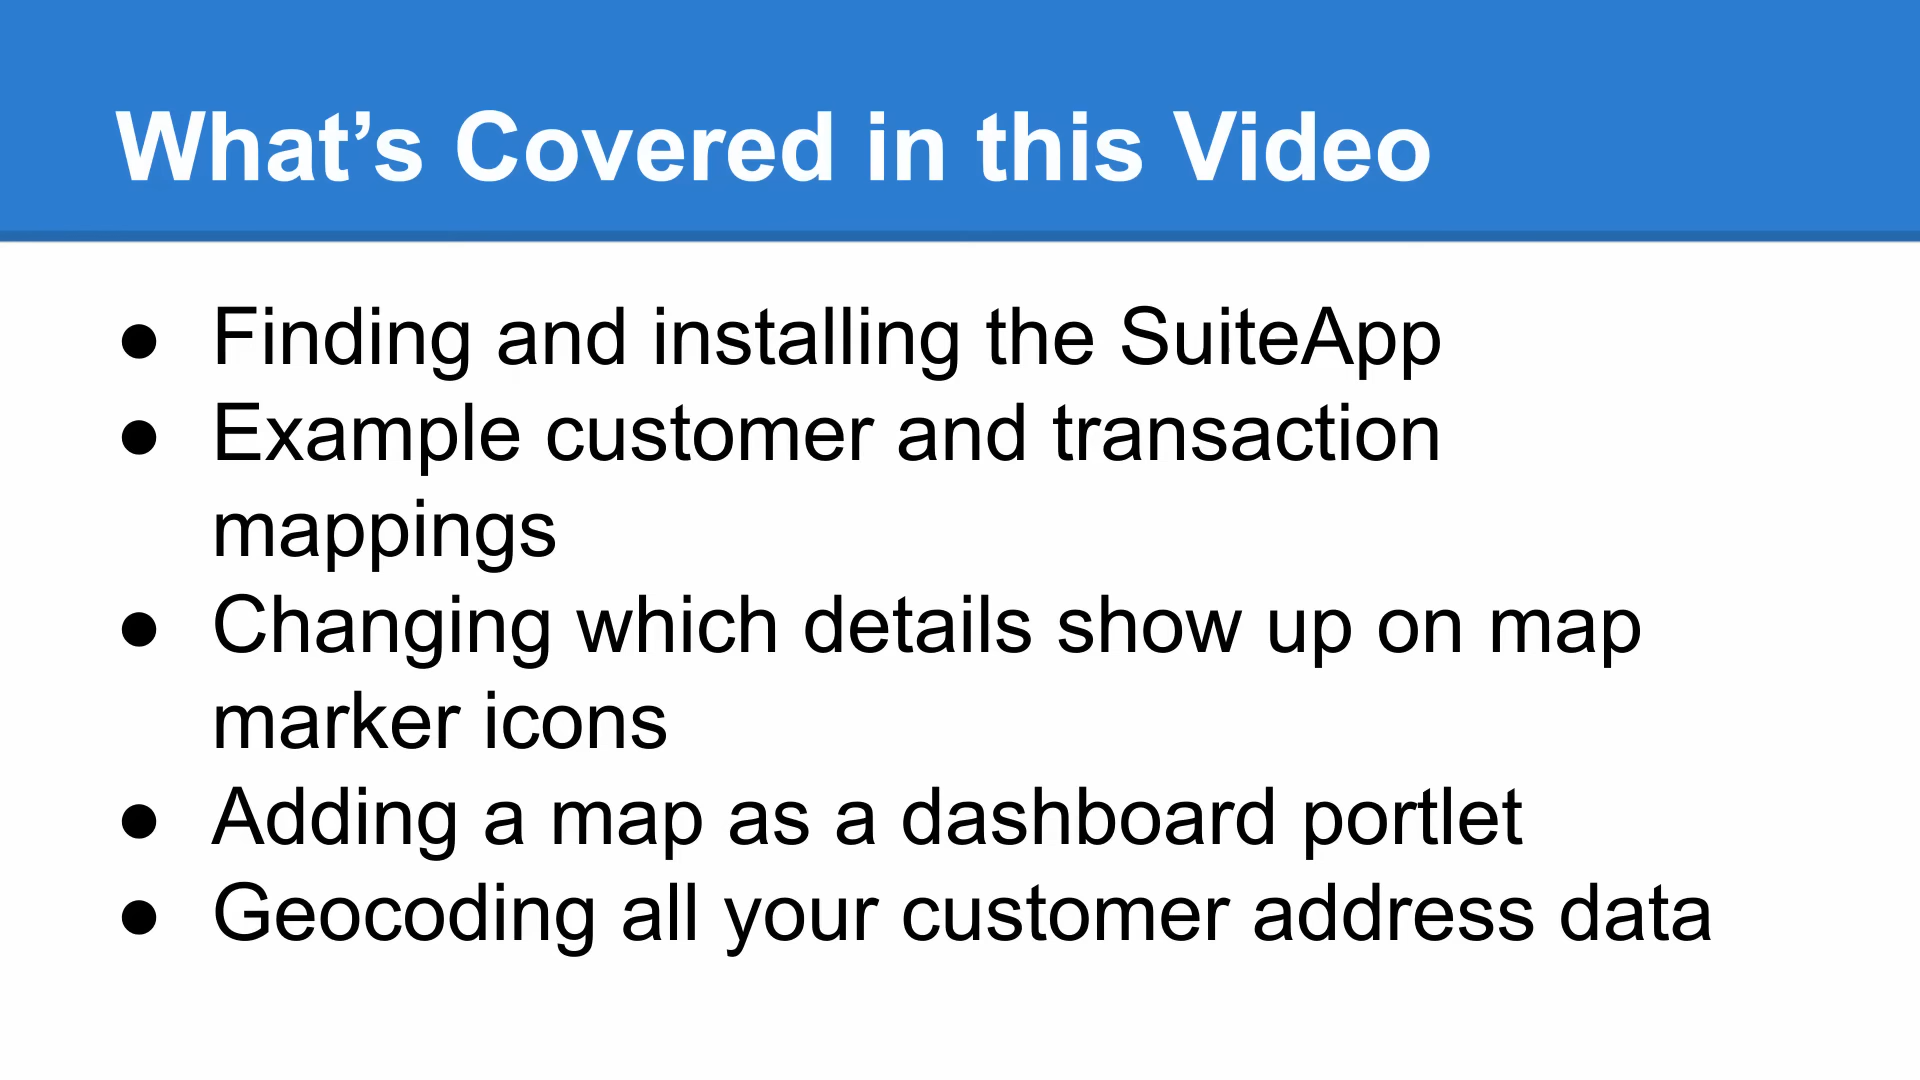 What’s Covered in this Video
● Finding and installing the SuiteApp
● Example customer and transaction
mappings
● Changing which details show up on map
marker icons
● Adding a map as a dashboard portlet
● Geocoding all your customer address data